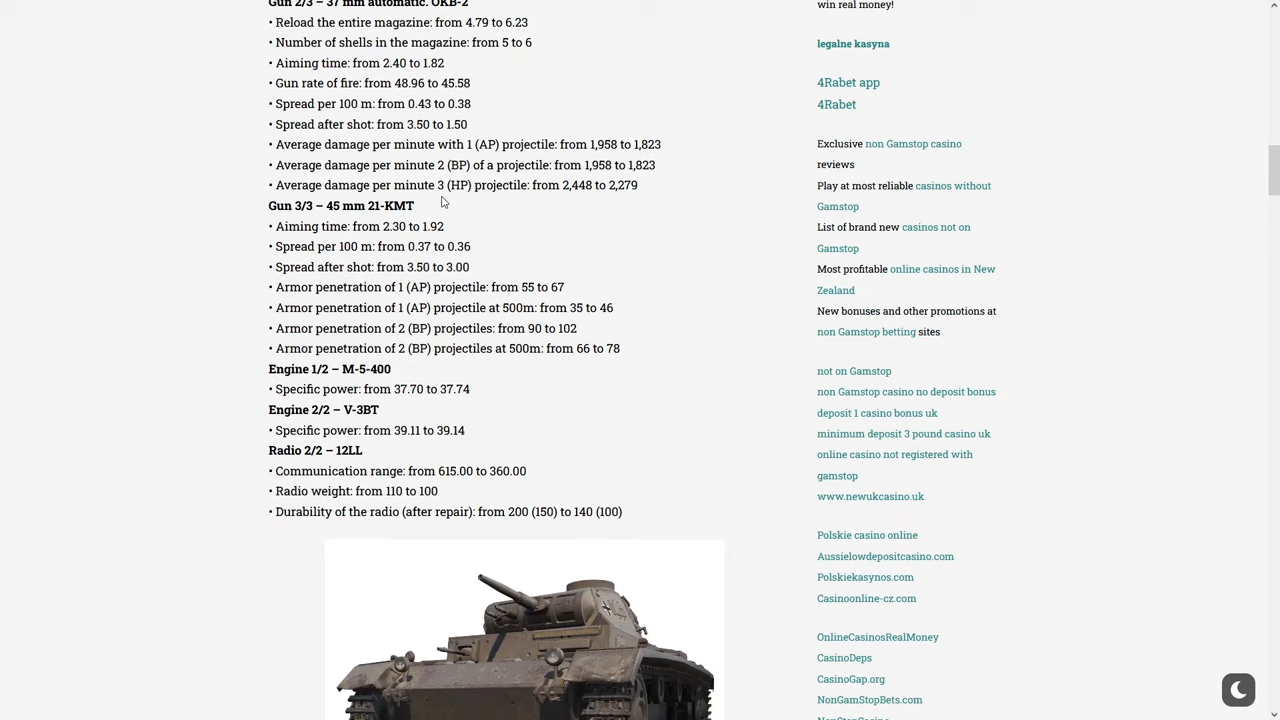 Gun 2/3 – 37 mm automatic. OKB-2
• Reload the entire magazine: from 4.79 to 6.23
• Number of shells in the magazine: from 5 to 6
• Aiming time: from 2.40 to 1.82
• Gun rate of fire: from 48.96 to 45.58
• Spread per 100 m: from 0.43 to 0.38
• Spread after shot: from 3.50 to 1.50
• Average damage per minute with 1 (AP) projectile: from 1,958 to 1,823
• Average damage per minute 2 (BP) of a projectile: from 1,958 to 1,823
• Average damage per minute 3 (HP) projectile: from 2,448 to 2,279
Gun 3/3 – 45 mm 21-KMT
• Aiming time: from 2.30 to 1.92
• Spread per 100 m: from 0.37 to 0.36
• Spread after shot: from 3.50 to 3.00
• Armor penetration of 1 (AP) projectile: from 55 to 67
• Armor penetration of 1 (AP) projectile at 500m: from 35 to 46
• Armor penetration of 2 (BP) projectiles: from 90 to 102
• Armor penetration of 2 (BP) projectiles at 500m: from 66 to 78
Engine 1/2 – M-5-400
• Specific power: from 37.70 to 37.74
Engine 2/2 – V-3BT
• Specific power: from 39.11 to 39.14
Radio 2/2 – 12LL
• Communication range: from 615.00 to 360.00
• Radio weight: from 110 to 100
• Durability of the radio (after repair): from 200 (150) to 140 (100)
win real money!
legalne kasyna
4Rabet app
4Rabet
Exclusive non Gamstop casino
reviews
Play at most reliable casinos without
Gamstop
List of brand new casinos not on
Gamstop
Most profitable online casinos in New
Zealand
New bonuses and other promotions at
non Gamstop betting sites
not on Gamstop
non Gamstop casino no deposit bonus
deposit 1 casino bonus uk
minimum deposit 3 pound casino uk
online casino not registered with
gamstop
www.newukcasino.uk
Polskie casino online
Aussielowdepositcasino.com
Polskiekasynos.com
Casinoonline-cz.com
OnlineCasinosRealMoney
CasinoDeps
CasinoGap.org
NonGamStopBets.com
NonStopCasino